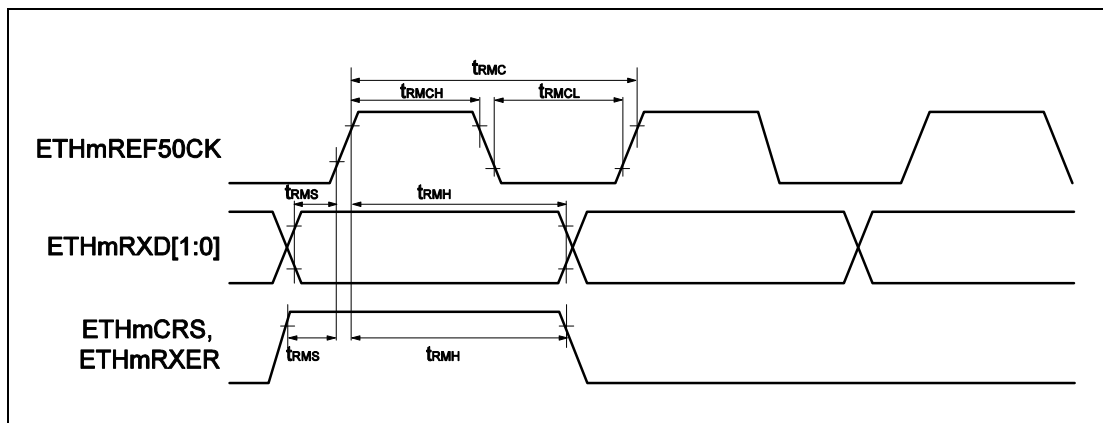 tRMC
tRMCH
tRMCL
ETHmREF50CK
tRMS
tRMH
ETHmRXD[1:0]
ETHmCRS,
ETHmRXER
tRMS
tRMH